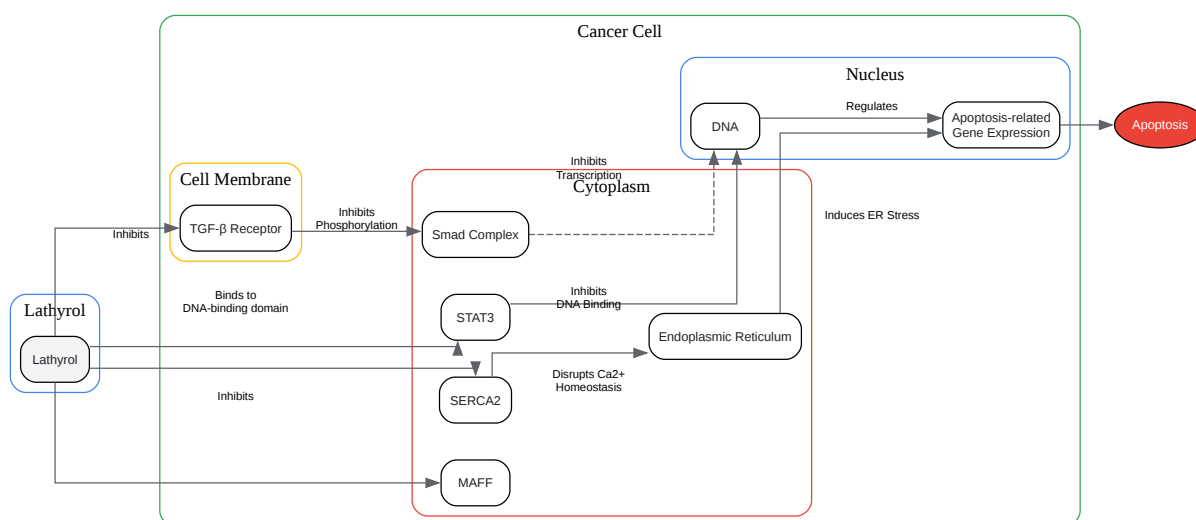 Cancer Cell
Nucleus
DNA
Regulates
Apoptosis-related
Gene Expression
Apoptosis
Inhibits
Transcription
Cytoplasm
Cell Membrane
TGF-β Receptor
Inhibits
Inhibits
Phosphorylation
Smad Complex
Induces ER Stress
Binds to
DNA-binding domain
STAT3
Inhibits
DNA Binding
Lathyrol
Lathyrol
Endoplasmic Reticulum
Disrupts Ca2+
Homeostasis
Inhibits
SERCA2
MAFF